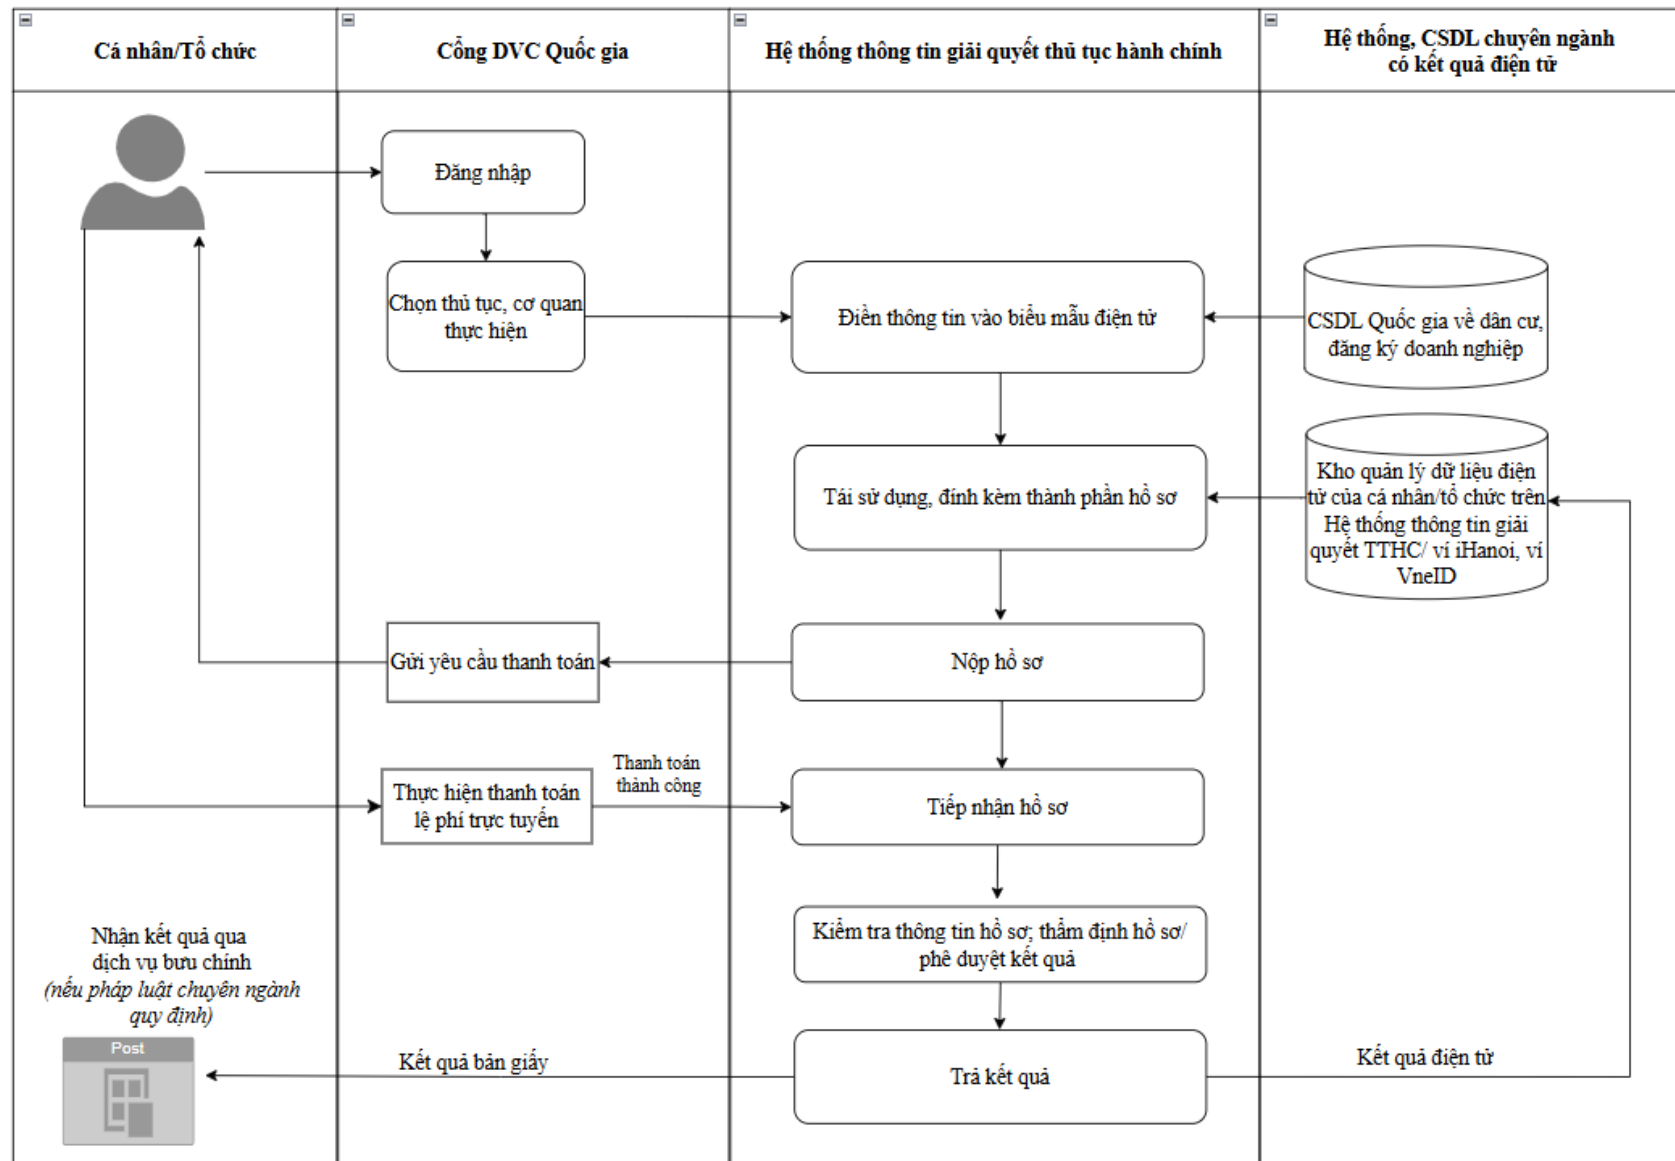 Cá nhân/Tổ chức
Cổng DVC Quốc gia
Hệ thống thông tin giải quyết thủ tục hành chính
Hệ thống, CSDL chuyên ngành
có kết quả điện tử
Đăng nhập
Chọn thủ tục, cơ quan
thực hiện
Điền thông tin vào biểu mẫu điện tử
CSDL Quốc gia về dân cư,
đăng ký doanh nghiệp
Tái sử dụng, đính kèm thành phần hồ sơ
Kho quản lý dữ liệu điện
tử của cá nhân/tổ chức trên
Hệ thống thông tin giải
quyết TTHC/ ví iHanoi, ví
VneID
Gửi yêu cầu thanh toán
Nộp hồ sơ
Thanh toán
thành công
Thực hiện thanh toán
lệ phí trực tuyến
Tiếp nhận hồ sơ
Kiểm tra thông tin hồ sơ; thẩm định hồ sơ/
phê duyệt kết quả
Nhận kết quả qua
dịch vụ bưu chính
(nếu pháp luật chuyên ngành
quy định)
Post
Kết quả bản giấy
Trả kết quả
Kết quả điện tử